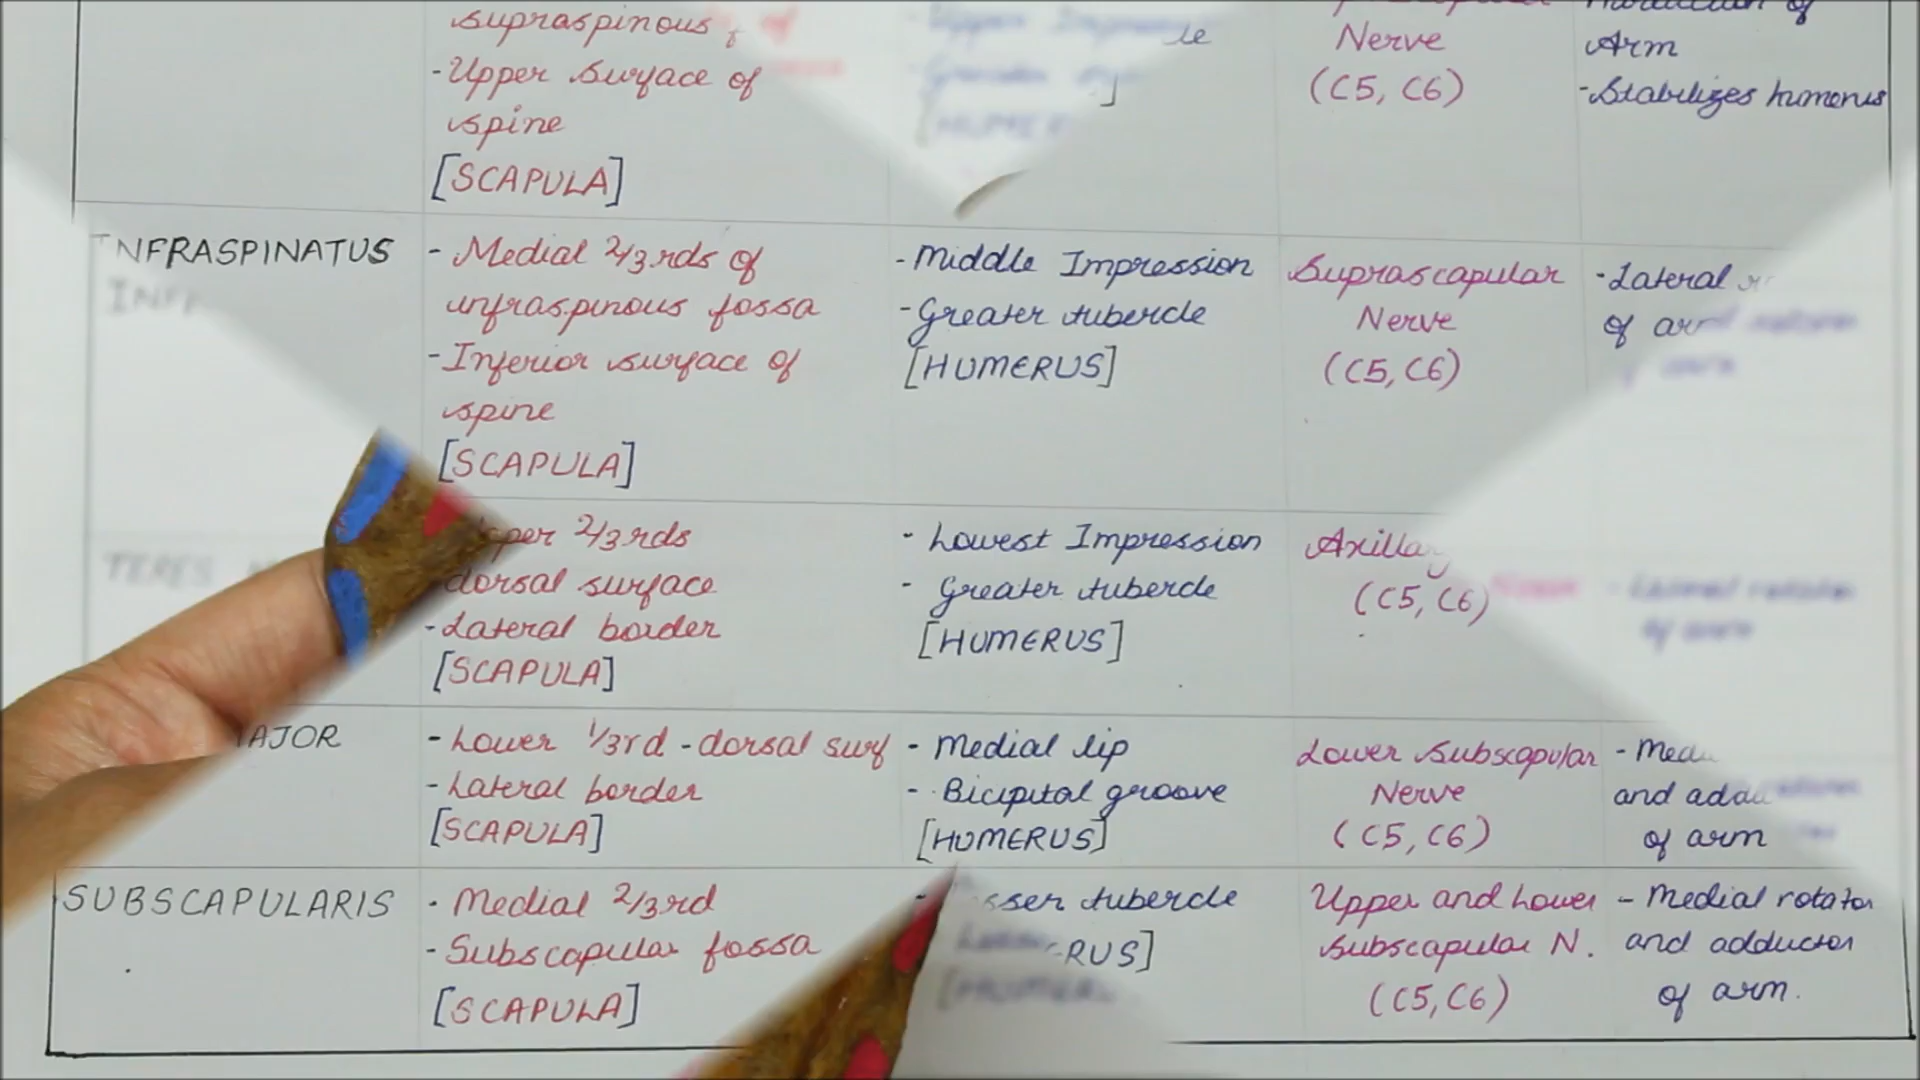 supraspinous
-Upper surface of
spine
[SCAPULA]
Nerve
(C5, C6)
Arm
-Stabilizes humerus
INFRASPINATUS
- Medial 2/3rds of
infraspinous fossa
-Inferior surface of
spine
[SCAPULA]
-Middle Impression
-Greater tubercle
[HUMERUS]
Suprascapular
Nerve
(C5, C6)
-Lateral
of arm
TERES
2/3rds
dorsal surface
-Lateral border
[SCAPULA]
- Lowest Impression
- Greater tubercle
[HUMERUS]
(C5, C6)
- Lower 1/3rd -dorsal surf
- Lateral border
[SCAPULA]
- Medial lip
- Bicipital groove
[HUMERUS]
Lower Subscapular
Nerve
(C5, C6)
and
of arm
SUBSCAPULARIS
- Medial 2/3rd
-Subscapular fossa
[SCAPULA]
tubercle
Upper and Lower
Subscapular N.
(C5, C6)
- Medial rotator
and adductor
of arm.